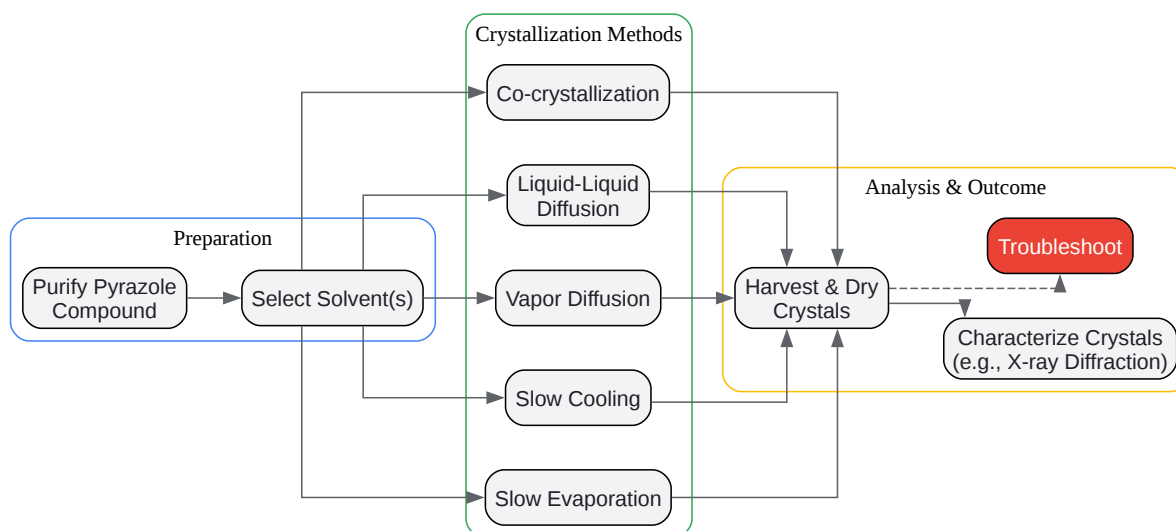 Crystallization Methods
Co-crystallization
Liquid-Liquid
Diffusion
Analysis & Outcome
Preparation
Troubleshoot
Purify Pyrazole
Compound
Select Solvent(s)
Vapor Diffusion
Harvest & Dry
Crystals
Characterize Crystals
(e.g., X-ray Diffraction)
Slow Cooling
Slow Evaporation